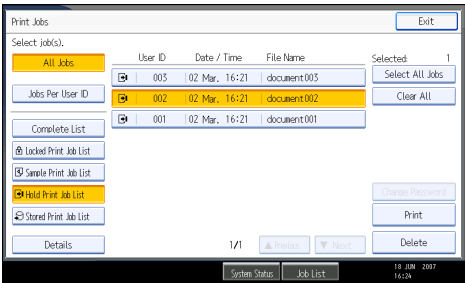 Print Jobs
Exit
Select job(s).
All Jobs
Jobs Per User ID
Complete List
Locked Print Job List
Sample Print Job List
Hold Print Job List
Stored Print Job List
Details
User ID Date / Time File Name
003 02 Mar. 16:21 document003
002 02 Mar. 16:21 document002
001 02 Mar. 16:21 document001
1/1
Previous
Next
Selected: 1
Select All Jobs
Clear All
Change Password
Print
Delete
System Status
Job List
18 JUN 2007
16:24